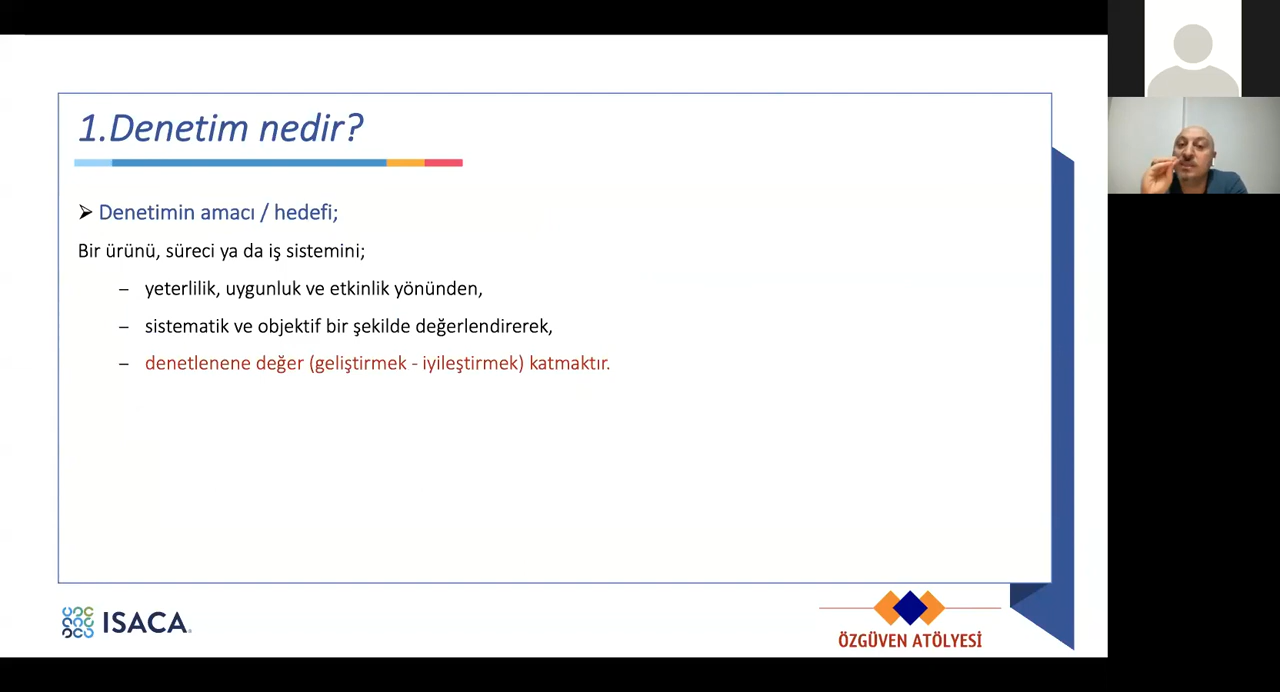 1.Denetim nedir?
➢ Denetimin amacı / hedefi;
Bir ürünü, süreci ya da iş sistemini;
– yeterlilik, uygunluk ve etkinlik yönünden,
– sistematik ve objektif bir şekilde değerlendirerek,
– denetlenene değer (geliştirmek - iyileştirmek) katmaktır.
ISACA.
ÖZGÜVEN ATÖLYESİ